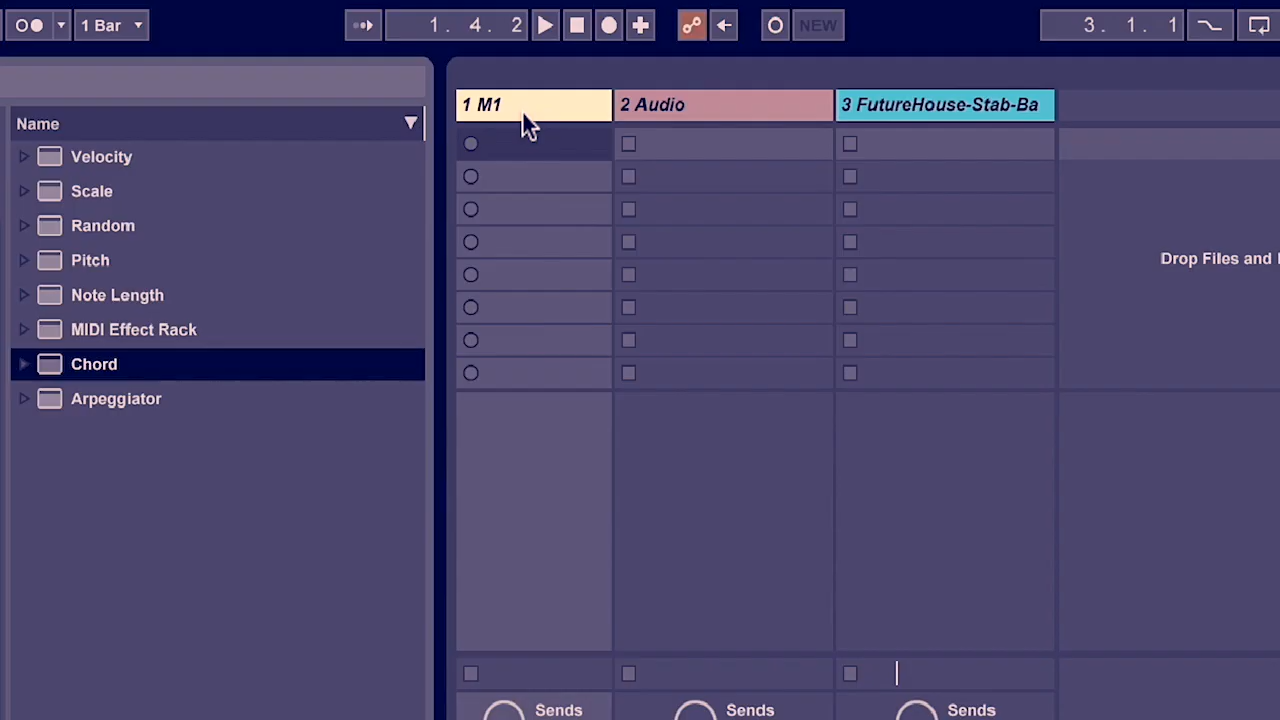 1 Bar
1. 4. 2
NEW
3. 1. 1
1 M1
2 Audio
3 FutureHouse-Stab-Ba
Name
Velocity
Scale
Random
Pitch
Note Length
MIDI Effect Rack
Chord
Arpeggiator
Drop Files and
Sends
Sends
Sends